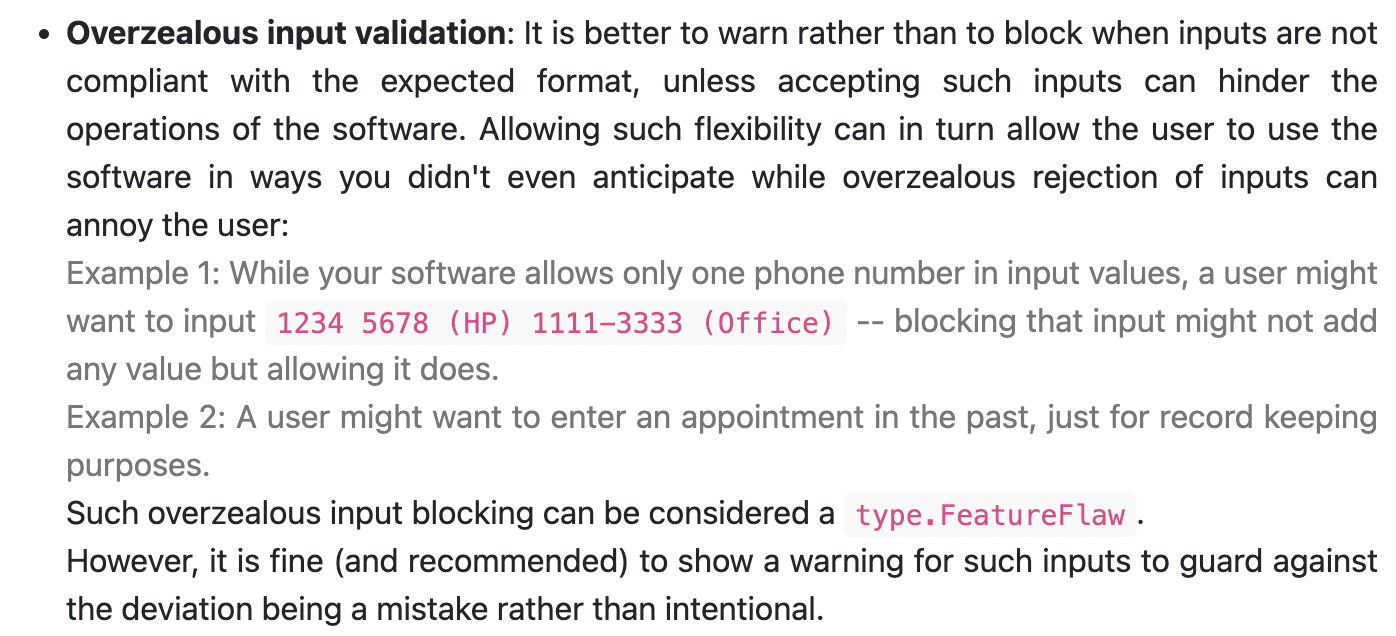 • Overzealous input validation: It is better to warn rather than to block when inputs are not
compliant with the expected format, unless accepting such inputs can hinder the
operations of the software. Allowing such flexibility can in turn allow the user to use the
software in ways you didn't even anticipate while overzealous rejection of inputs can
annoy the user:
Example 1: While your software allows only one phone number in input values, a user might
want to input 1234 5678 (HP) 1111-3333 (Office) -- blocking that input might not add
any value but allowing it does.
Example 2: A user might want to enter an appointment in the past, just for record keeping
purposes.
Such overzealous input blocking can be considered a type.FeatureFlaw.
However, it is fine (and recommended) to show a warning for such inputs to guard against
the deviation being a mistake rather than intentional.